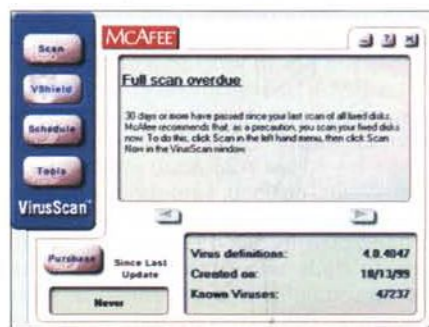 McAFEE
Scan
VShield
Schedule
Tools
VirusScan™
Full scan overdue
30 days or more have passed since your last scan of all fixed disks.
McAfee recommends that, as a precaution, you scan your fixed disks
now. To do this, click Scan in the left hand menu, then click Scan
Now in the VirusScan window.
Purchase
Since Last
Update
Never
Virus definitions: 4.0.4047
Created on: 10/13/99
Known Viruses: 47237